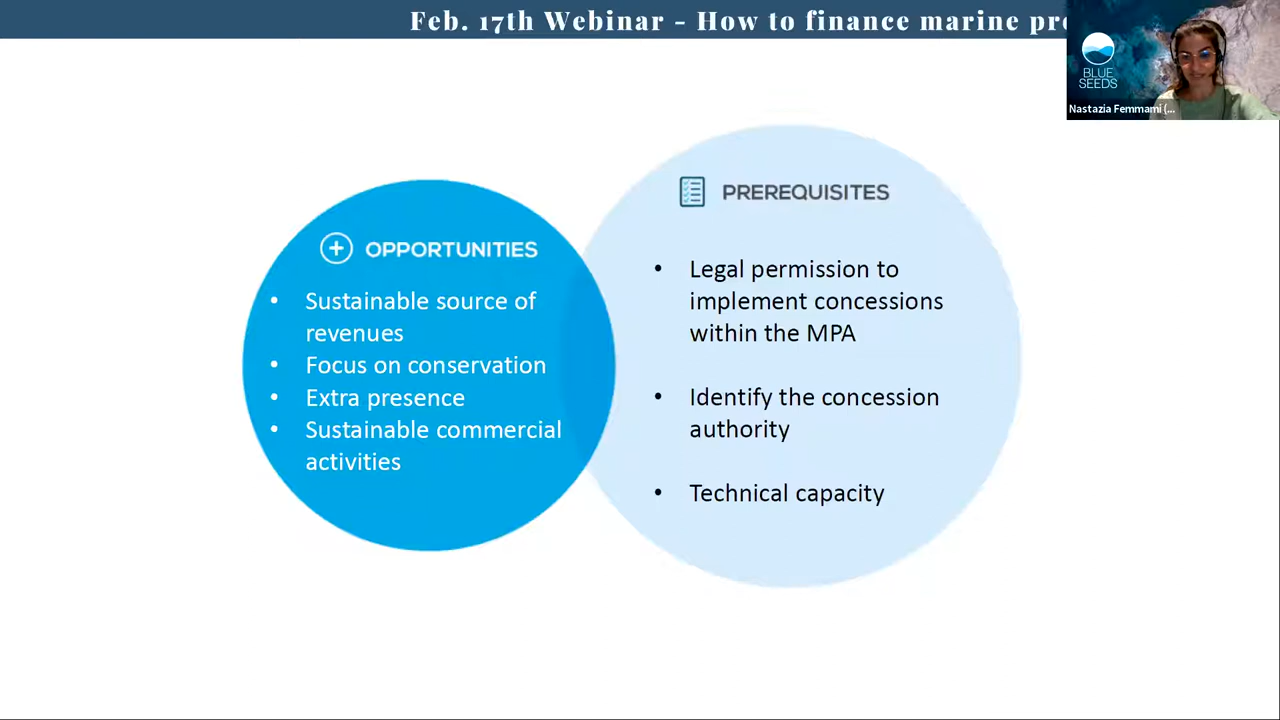 Feb. 17th Webinar - How to finance marine pro
BLUE
SEEDS
Nastazia Femmami (...
PREREQUISITES
• Legal permission to
implement concessions
within the MPA
• Identify the concession
authority
• Technical capacity
OPPORTUNITIES
• Sustainable source of
revenues
• Focus on conservation
• Extra presence
• Sustainable commercial
activities